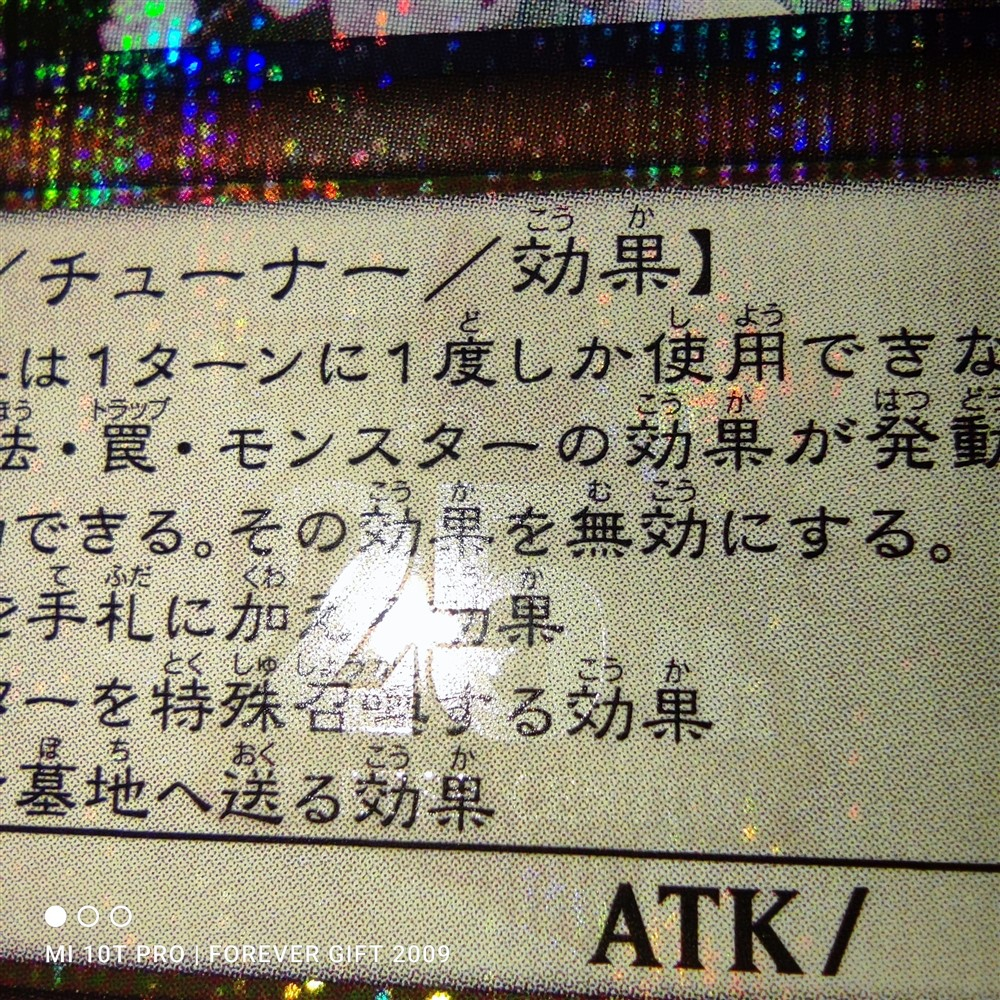 ／チューナー／効果】
は1ターンに1度しか使用できな
法・罠・モンスターの効果が発動
できる。その効果を無効にする。
を手札に加える効果
ターを特殊召喚する効果
墓地へ送る効果
ATK/
MI 10T PRO | FOREVER GIFT 2009